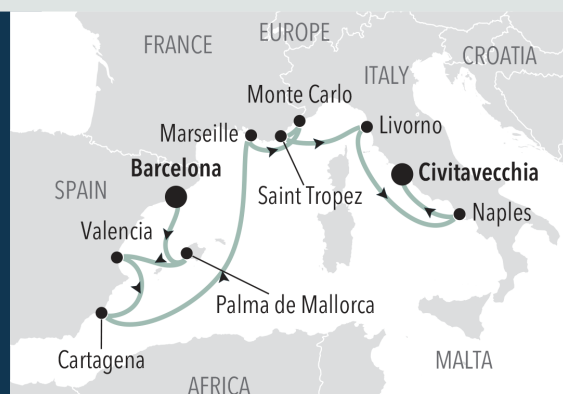 EUROPE
FRANCE
CROATIA
ITALY
Monte Carlo
Marseille
Livorno
Barcelona
Civitavecchia
SPAIN
Saint Tropez
Naples
Valencia
Palma de Mallorca
Cartagena
MALTA
AFRICA